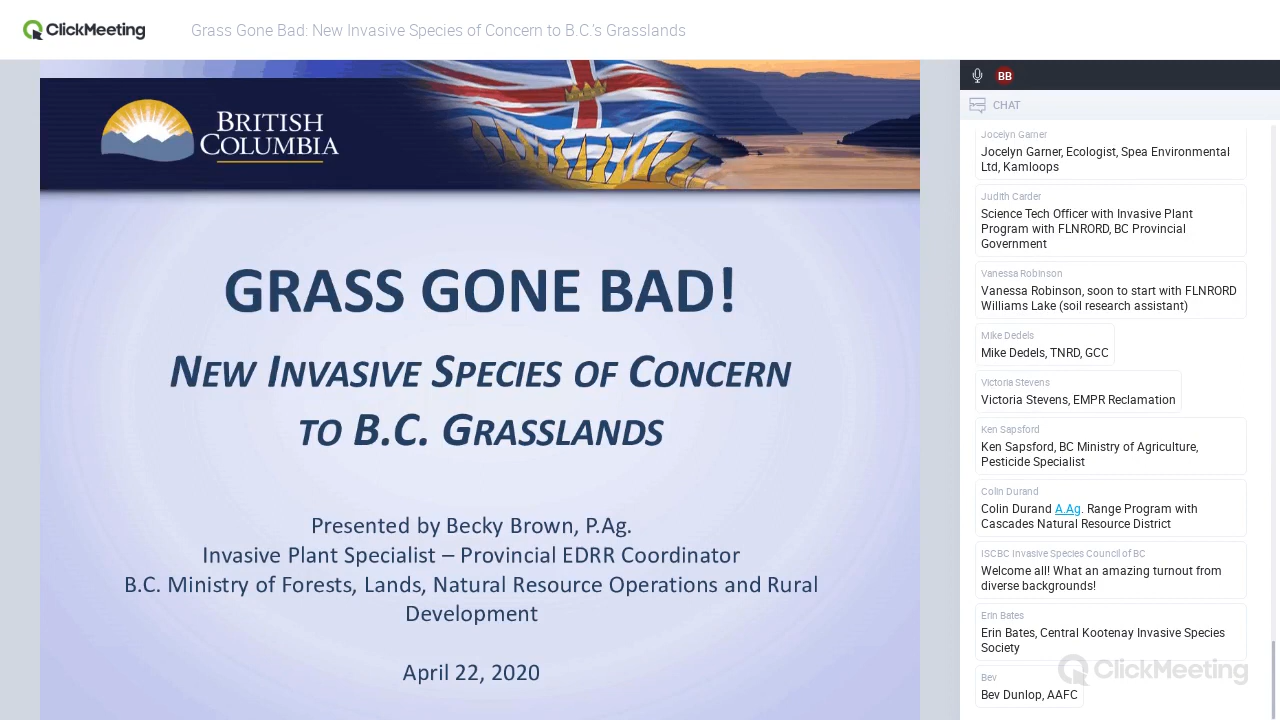 ClickMeeting
Grass Gone Bad: New Invasive Species of Concern to B.C.'s Grasslands
BRITISH
COLUMBIA
GRASS GONE BAD!
NEW INVASIVE SPECIES OF CONCERN
TO B.C. GRASSLANDS
Presented by Becky Brown, P.Ag.
Invasive Plant Specialist – Provincial EDRR Coordinator
B.C. Ministry of Forests, Lands, Natural Resource Operations and Rural
Development
April 22, 2020
BB
CHAT
Jocelyn Garner
Jocelyn Garner, Ecologist, Spea Environmental
Ltd, Kamloops
Judith Carder
Science Tech Officer with Invasive Plant
Program with FLNRORD, BC Provincial
Government
Vanessa Robinson
Vanessa Robinson, soon to start with FLNRORD
Williams Lake (soil research assistant)
Mike Dedels
Mike Dedels, TNRD, GCC
Victoria Stevens
Victoria Stevens, EMPR Reclamation
Ken Sapsford
Ken Sapsford, BC Ministry of Agriculture,
Pesticide Specialist
Colin Durand
Colin Durand A.Ag. Range Program with
Cascades Natural Resource District
ISCBC Invasive Species Council of BC
Welcome all! What an amazing turnout from
diverse backgrounds!
Erin Bates
Erin Bates, Central Kootenay Invasive Species
Society
Bev
Bev Dunlop, AAFC
ClickMeeting